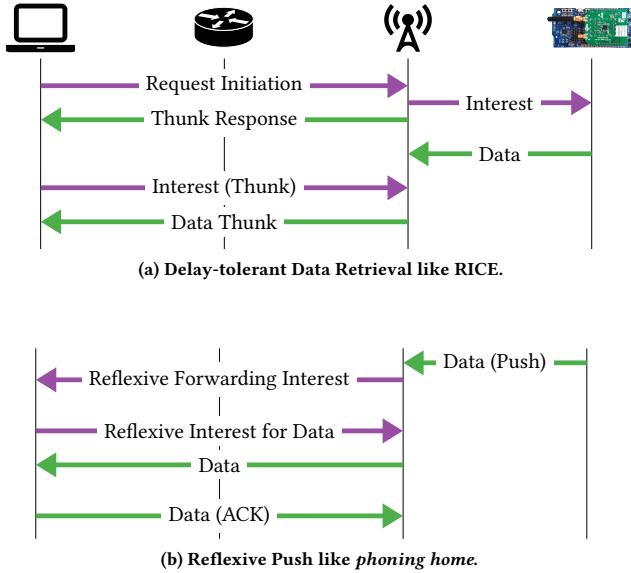 Request Initiation
Interest
Thunk Response
Data
Interest (Thunk)
Data Thunk
(a) Delay-tolerant Data Retrieval like RICE.
Data (Push)
Reflexive Forwarding Interest
Reflexive Interest for Data
Data
Data (ACK)
(b) Reflexive Push like phoning home.